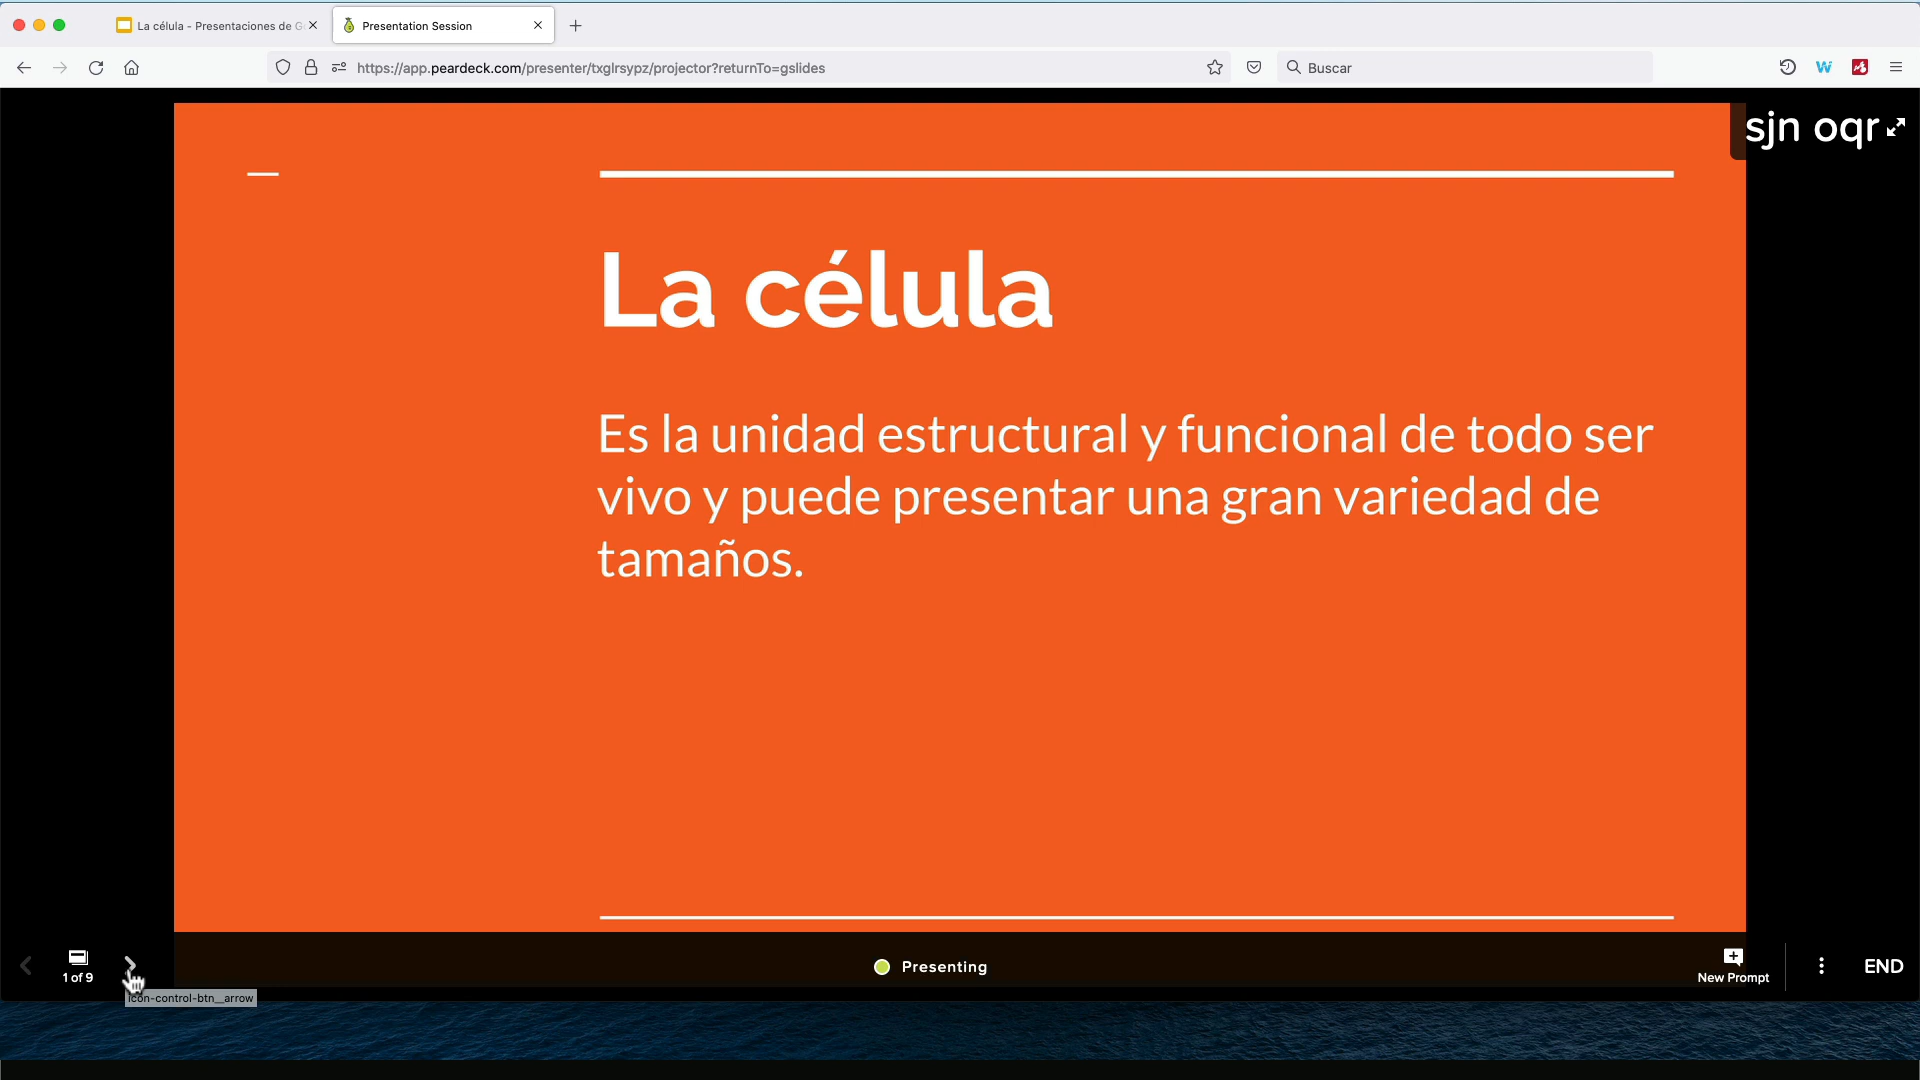 La célula - Presentaciones de G
Presentation Session
https://app.peardeck.com/presenter/txglrsypz/projector?returnTo=gslides
Buscar
W
sjn oqr
La célula
Es la unidad estructural y funcional de todo ser
vivo y puede presentar una gran variedad de
tamaños.
1 of 9
Presenting
New Prompt
END
icon-control-btn__arrow